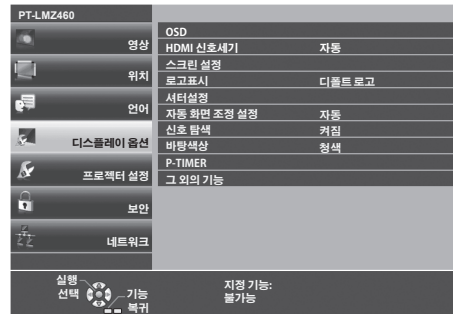 PT-LMZ460
영상
위치
언어
디스플레이 옵션
프로젝터 설정
보안
네트워크
OSD
HDMI 신호세기 자동
스크린 설정
로고표시 디폴트 로고
셔터설정
자동 화면 조정 설정 자동
신호 탐색 켜짐
바탕색상 청색
P-TIMER
그 외의 기능
실행
선택
기능
복귀
지정 기능:
불가능